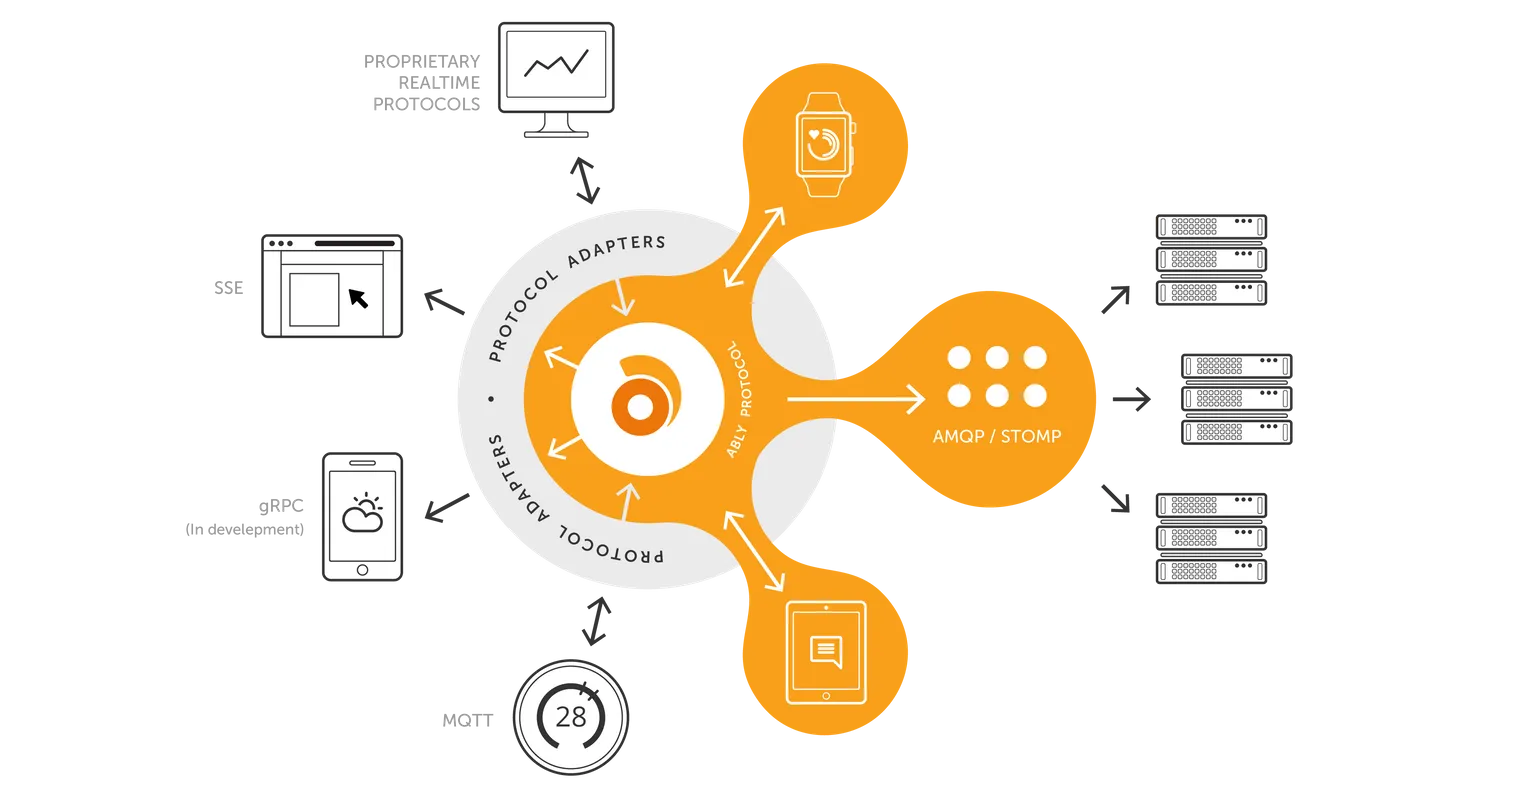 PROPRIETARY
REALTIME
PROTOCOLS
SSE
gRPC
(In develepment)
MQTT
28
PROTOCOL ADAPTERS
•
PROTOCOL ADAPTERS
ABLY PROTOCOL
AMQP / STOMP